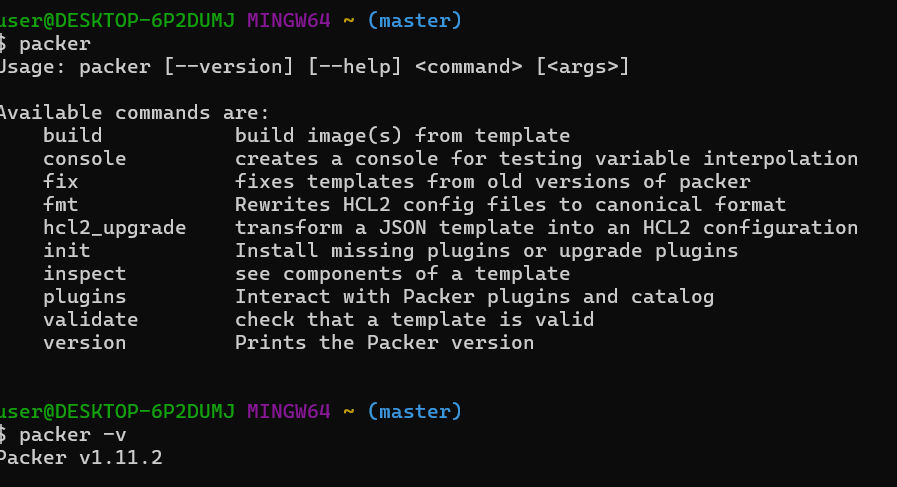 user@DESKTOP-6P2DUMJ MINGW64 ~ (master)
$ packer
Usage: packer [--version] [--help] <command> [<args>]

Available commands are:
    build           build image(s) from template
    console         creates a console for testing variable interpolation
    fix             fixes templates from old versions of packer
    fmt             Rewrites HCL2 config files to canonical format
    hcl2_upgrade    transform a JSON template into an HCL2 configuration
    init            Install missing plugins or upgrade plugins
    inspect         see components of a template
    plugins         Interact with Packer plugins and catalog
    validate        check that a template is valid
    version         Prints the Packer version

user@DESKTOP-6P2DUMJ MINGW64 ~ (master)
$ packer -v
Packer v1.11.2